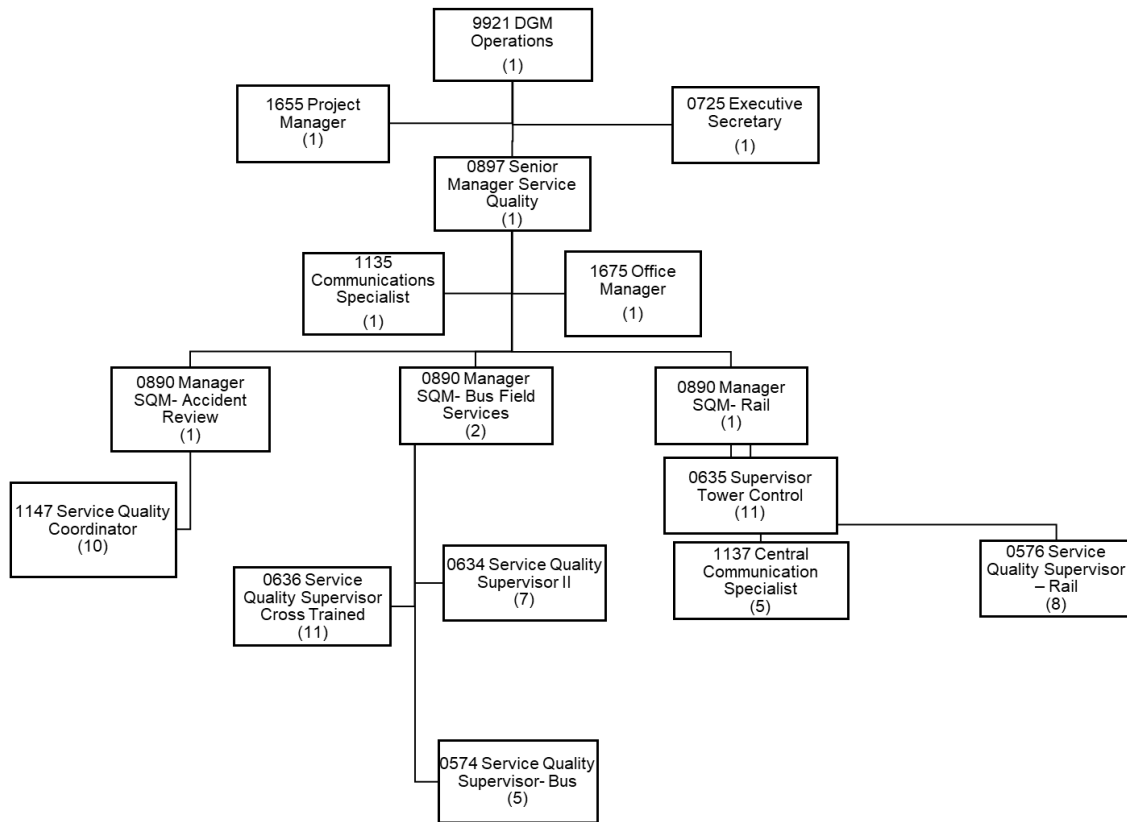 9921 DGM
Operations
(1)
1655 Project
Manager
(1)
0725 Executive
Secretary
(1)
0897 Senior
Manager Service
Quality
(1)
1135
Communications
Specialist
(1)
1675 Office
Manager
(1)
0890 Manager
SQM- Accident
Review
(1)
0890 Manager
SQM- Bus Field
Services
(2)
0890 Manager
SQM- Rail
(1)
1147 Service Quality
Coordinator
(10)
0635 Supervisor
Tower Control
(11)
1137 Central
Communication
Specialist
(5)
0576 Service
Quality Supervisor
– Rail
(8)
0636 Service
Quality Supervisor
Cross Trained
(11)
0634 Service Quality
Supervisor II
(7)
0574 Service Quality
Supervisor- Bus
(5)